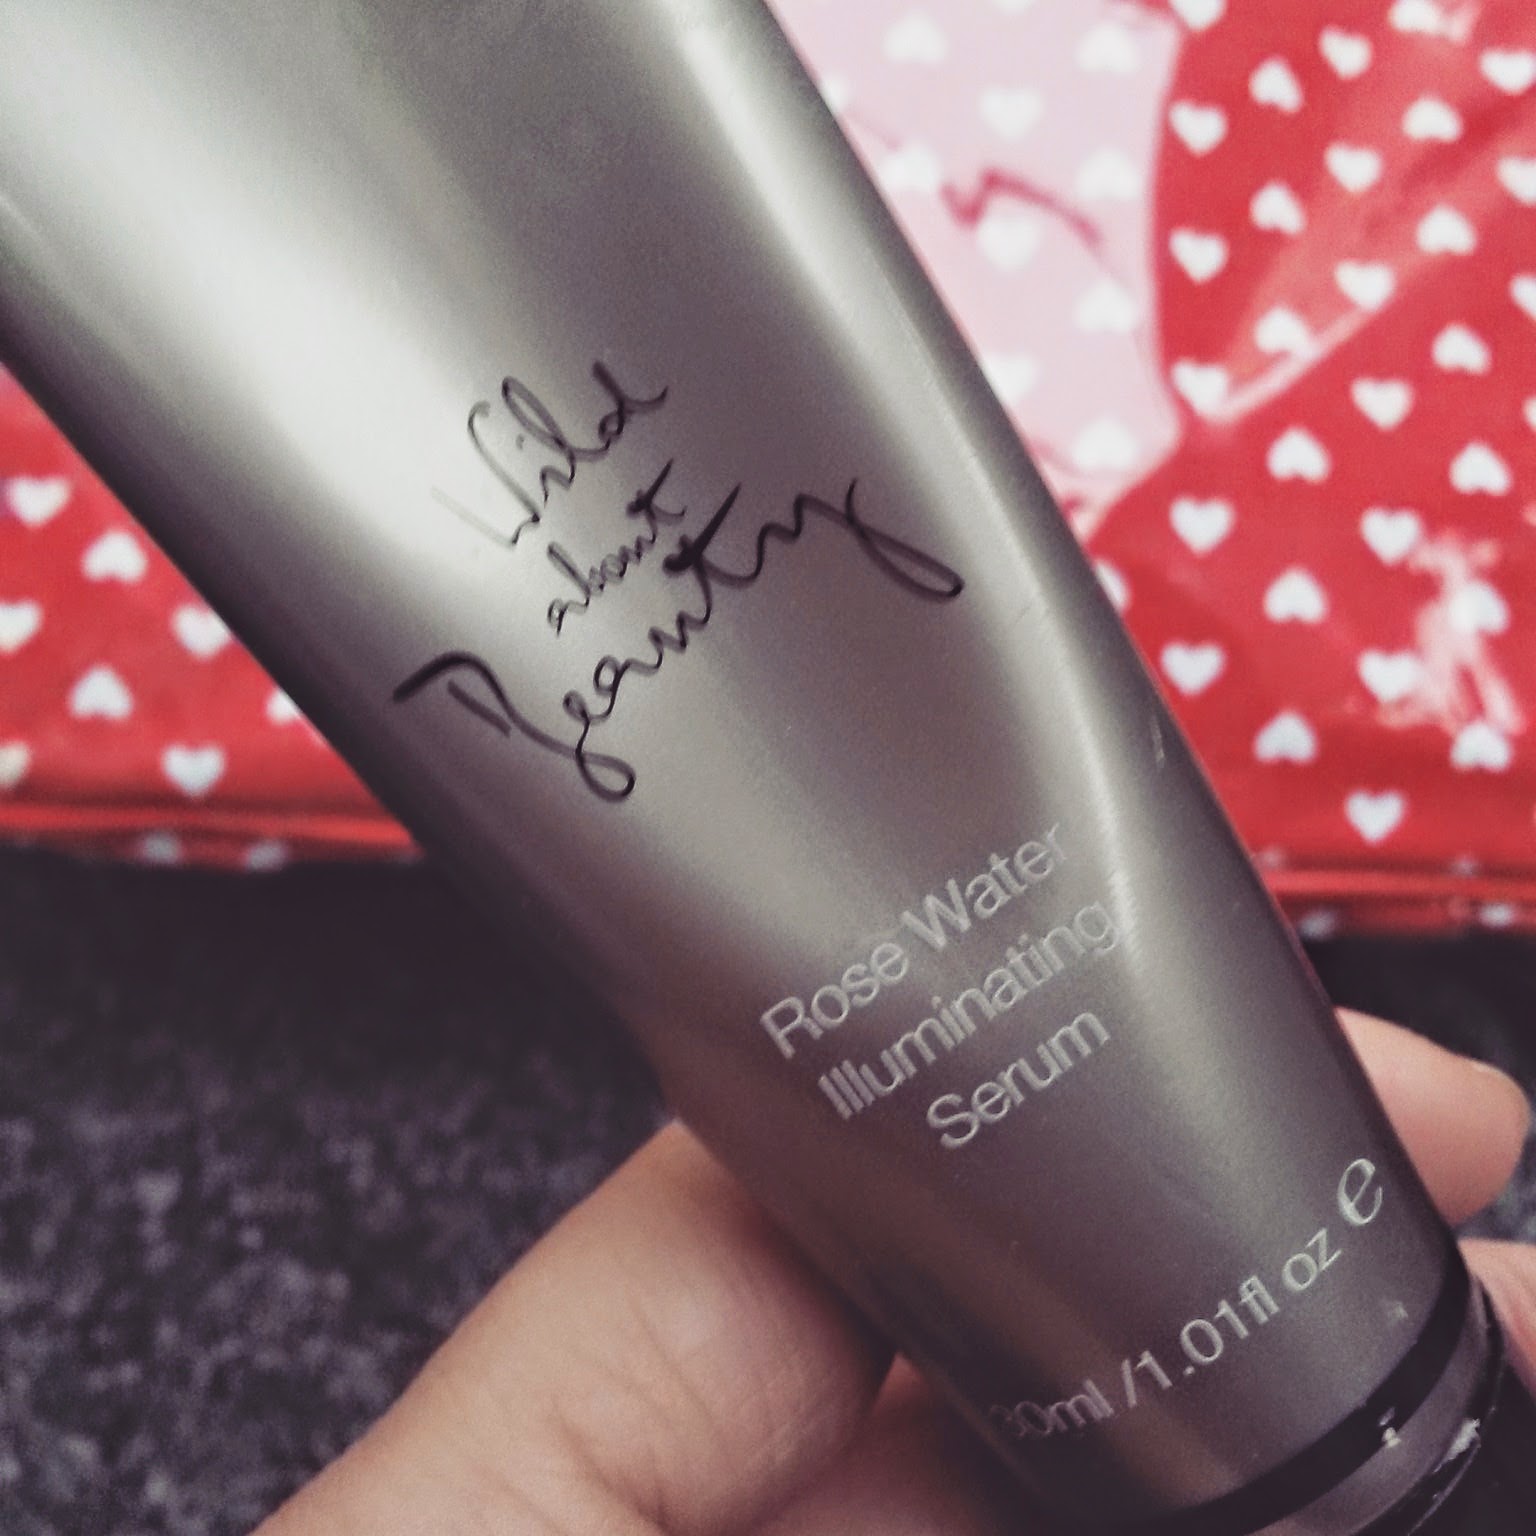 Wild
about
Beauty
Rose Water
Illuminating
Serum
30ml /1.01fl oz e